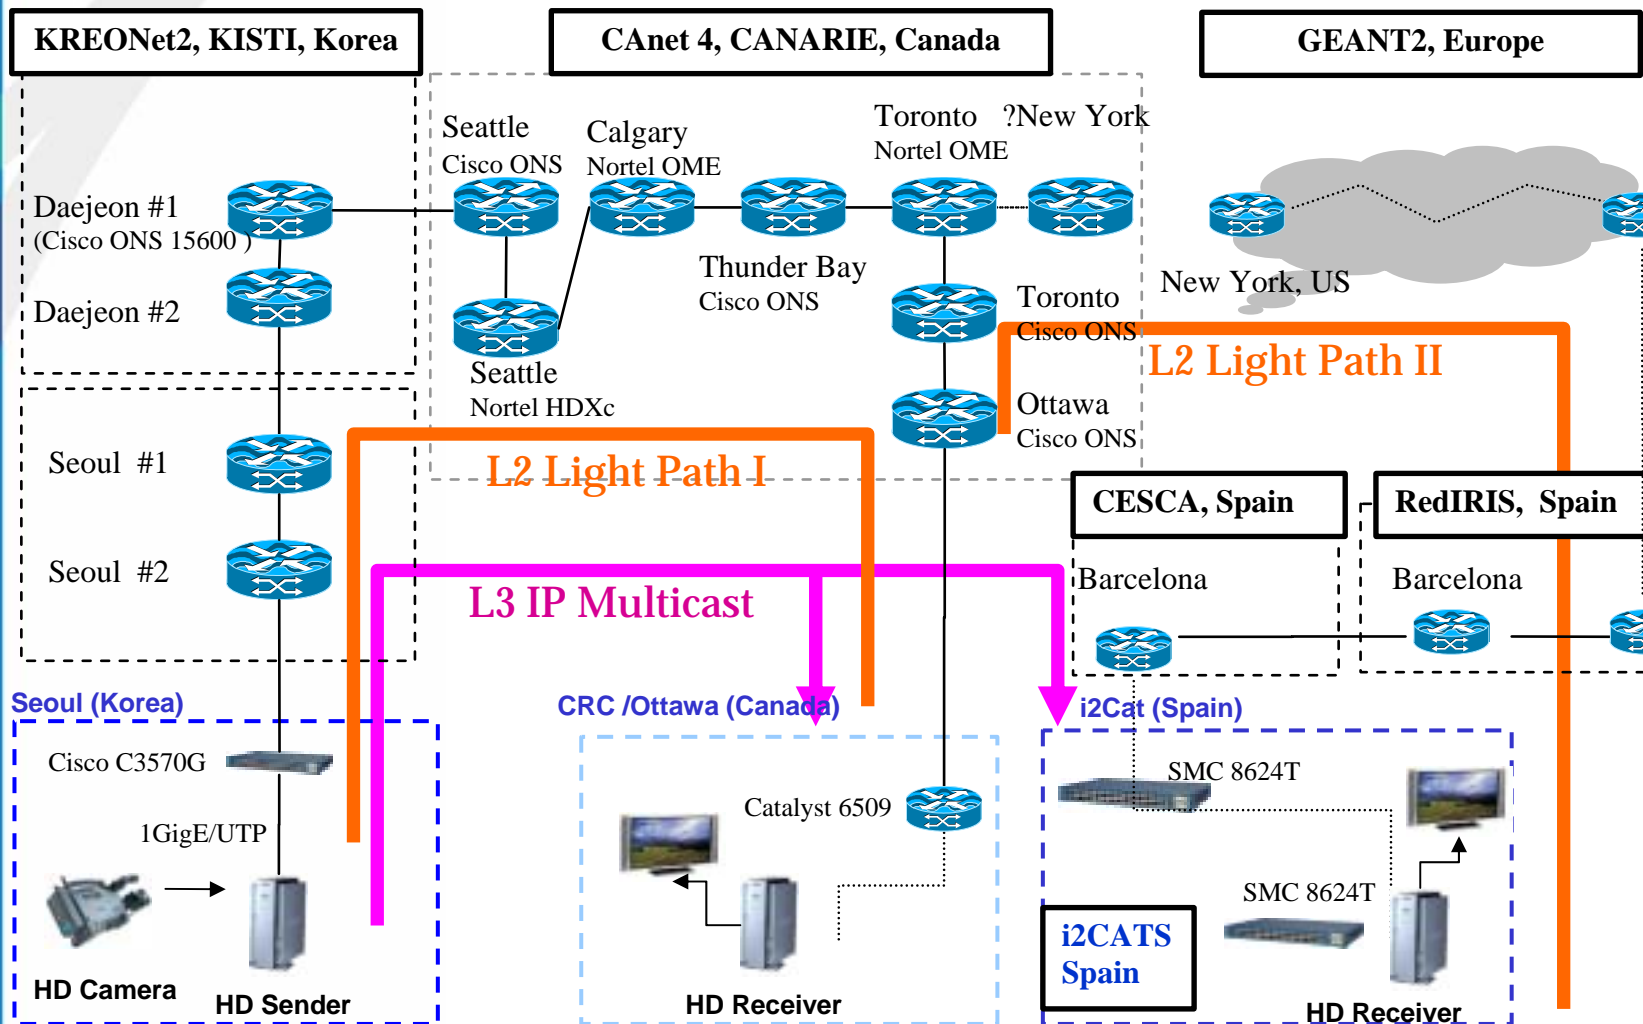 KREONet2, KISTI, Korea
CAnet 4, CANARIE, Canada
GEANT2, Europe
Seattle
Cisco ONS
Calgary
Nortel OME
Toronto
Nortel OME
?New York
Daejeon #1
(Cisco ONS 15600 )
Daejeon #2
Thunder Bay
Cisco ONS
Toronto
Cisco ONS
New York, US
L2 Light Path II
Seattle
Nortel HDXc
Ottawa
Cisco ONS
Seoul #1
L2 Light Path I
CESCA, Spain
RedIRIS, Spain
Seoul #2
L3 IP Multicast
Barcelona
Barcelona
Seoul (Korea)
CRC /Ottawa (Canada)
i2Cat (Spain)
Cisco C3570G
1GigE/UTP
Catalyst 6509
SMC 8624T
SMC 8624T
i2CATS
Spain
HD Camera
HD Sender
HD Receiver
HD Receiver